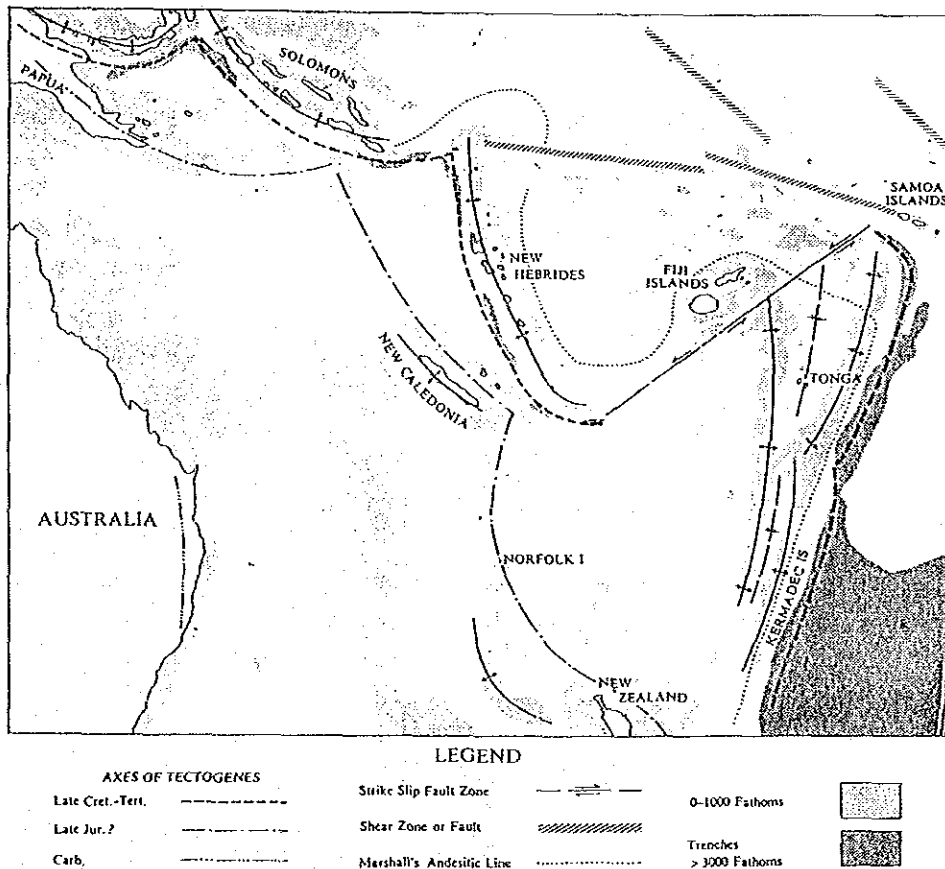 SOLOMONS
PAPUA
SAMOA
ISLANDS
NEW
HEBRIDES
FIJI
ISLANDS
TONGA
NEW CALEDONIA
AUSTRALIA
NORFOLK I
KERMADEC IS
NEW
ZEALAND
LEGEND
AXES OF TECTOGENES
Late Cret.-Tert.
Late Jur.?
Carb.
Strike Slip Fault Zone
Shear Zone or Fault
Marshall's Andesitic Line
0-1000 Fathoms
Trenches
> 3000 Fathoms